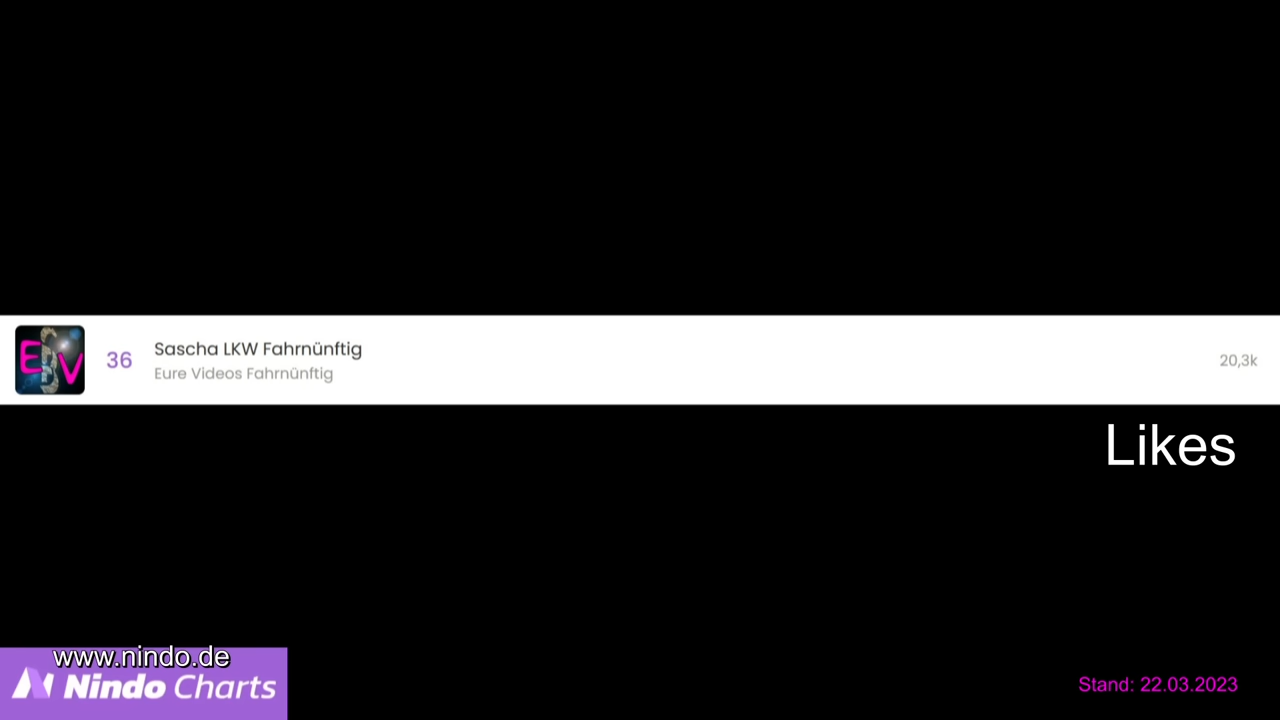 36
Sascha LKW Fahrnünftig
Eure Videos Fahrnünftig
20,3k
Likes
www.nindo.de
Nindo Charts
Stand: 22.03.2023